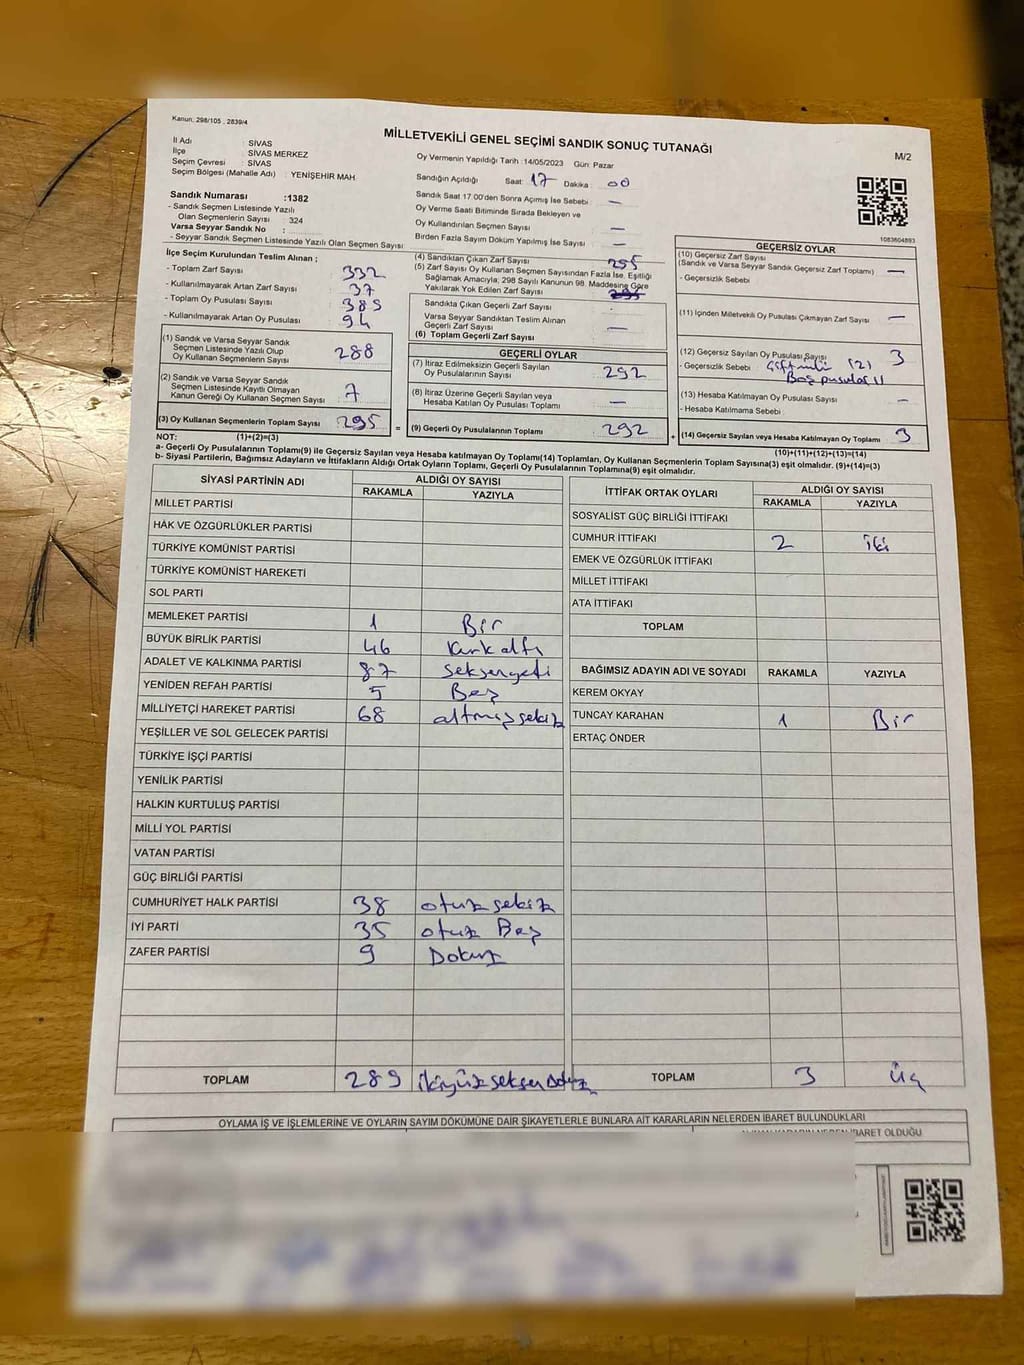 Kanun, 298/105 , 2839/4
MİLLETVEKİLİ GENEL SEÇİMİ SANDIK SONUÇ TUTANAĞI
M/2
İl Adı : SİVAS
İlçe : SİVAS MERKEZ
Seçim Çevresi : SİVAS
Seçim Bölgesi (Mahalle Adı) : YENİŞEHİR MAH.
Oy Vermenin Yapıldığı Tarih :14/05/2023 Gün: Pazar
Sandığın Açıldığı Saat: 17 Dakika : 00
Sandık Saat 17:00'den Sonra Açımış İse Sebebi : —
Oy Verme Saati Bitiminde Sırada Bekleyen ve
Oy Kullandırılan Seçmen Sayısı : —
Birden Fazla Sayım Döküm Yapılmış İse Sayısı : —
Sandık Numarası :1382
- Sandık Seçmen Listesinde Yazılı
Olan Seçmenlerin Sayısı : 324
Varsa Seyyar Sandık No :
- Seyyar Sandık Seçmen Listesinde Yazılı Olan Seçmen Sayısı :
1083604893
İlçe Seçim Kurulundan Teslim Alınan ;
- Toplam Zarf Sayısı : 332
- Kullanılmayarak Artan Zarf Sayısı : 37
- Toplam Oy Pusulası Sayısı : 389
- Kullanılmayarak Artan Oy Pusulası : 94
(1) Sandık ve Varsa Seyyar Sandık
Seçmen Listesinde Yazılı Olup
Oy Kullanan Seçmenlerin Sayısı : 288
(2) Sandık ve Varsa Seyyar Sandık
Seçmen Listesinde Kayıtlı Olmayan
Kanun Gereği Oy Kullanan Seçmen Sayısı : 7
(3) Oy Kullanan Seçmenlerin Toplam Sayısı : 295
(4) Sandıktan Çıkan Zarf Sayısı : 295
(5) Zarf Sayısı Oy Kullanan Seçmen Sayısından Fazla İse, Eşitliği
Sağlamak Amacıyla, 298 Sayılı Kanunun 98. Maddesine Göre
Yakılarak Yok Edilen Zarf Sayısı : 295
Sandıkta Çıkan Geçerli Zarf Sayısı :
Varsa Seyyar Sandıktan Teslim Alınan
Geçerli Zarf Sayısı : —
(6) Toplam Geçerli Zarf Sayısı :
GEÇERLİ OYLAR
(7) İtiraz Edilmeksizin Geçerli Sayılan
Oy Pusulalarının Sayısı : 292
(8) İtiraz Üzerine Geçerli Sayılan veya
Hesaba Katılan Oy Pusulası Toplamı : —
= (9) Geçerli Oy Pusulalarının Toplamı : 292
GEÇERSİZ OYLAR
(10) Geçersiz Zarf Sayısı
(Sandık ve Varsa Seyyar Sandık Geçersiz Zarf Toplamı) : —
- Geçersizlik Sebebi :
(11) İçinden Milletvekili Oy Pusulası Çıkmayan Zarf Sayısı : —
(12) Geçersiz Sayılan Oy Pusulası Sayısı : 3
- Geçersizlik Sebebi : (2)
Boş pusula
(13) Hesaba Katılmayan Oy Pusulası Sayısı : —
- Hesaba Katılmama Sebebi :
+ (14) Geçersiz Sayılan veya Hesaba Katılmayan Oy Toplamı : 3
NOT: (1)+(2)=(3)
(10)+(11)+(12)+(13)=(14)
a- Geçerli Oy Pusulalarının Toplamı(9) ile Geçersiz Sayılan veya Hesaba katılmayan Oy Toplamı(14) Toplamları, Oy Kullanan Seçmenlerin Toplam Sayısına(3) eşit olmalıdır. (9)+(14)=(3)
b- Siyasi Partilerin, Bağımsız Adayların ve İttifakların Aldığı Ortak Oyların Toplamı, Geçerli Oy Pusulalarının Toplamına(9) eşit olmalıdır.
SİYASİ PARTİNİN ADI ALDIĞI OY SAYISI
RAKAMLA YAZIYLA
MİLLET PARTİSİ
HAK VE ÖZGÜRLÜKLER PARTİSİ
TÜRKİYE KOMÜNİST PARTİSİ
TÜRKİYE KOMÜNİST HAREKETİ
SOL PARTİ
MEMLEKET PARTİSİ 1 Bir
BÜYÜK BİRLİK PARTİSİ 46 kırk altı
ADALET VE KALKINMA PARTİSİ 87 seksenyedi
YENİDEN REFAH PARTİSİ 5 Beş
MİLLİYETÇİ HAREKET PARTİSİ 68 altmış sekiz
YEŞİLLER VE SOL GELECEK PARTİSİ
TÜRKİYE İŞÇİ PARTİSİ
YENİLİK PARTİSİ
HALKIN KURTULUŞ PARTİSİ
MİLLİ YOL PARTİSİ
VATAN PARTİSİ
GÜÇ BİRLİĞİ PARTİSİ
CUMHURİYET HALK PARTİSİ 38 otuz sekiz
İYİ PARTİ 35 otuz Beş
ZAFER PARTİSİ 9 Dokuz
TOPLAM 289 ikiyüz seksen Dokuz
İTTİFAK ORTAK OYLARI ALDIĞI OY SAYISI
RAKAMLA YAZIYLA
SOSYALİST GÜÇ BİRLİĞİ İTTİFAKI
CUMHUR İTTİFAKI 2 iki
EMEK VE ÖZGÜRLÜK İTTİFAKI
MİLLET İTTİFAKI
ATA İTTİFAKI
TOPLAM
BAĞIMSIZ ADAYIN ADI VE SOYADI RAKAMLA YAZIYLA
KEREM OKYAY
TUNCAY KARAHAN 1 Bir
ERTAÇ ÖNDER
TOPLAM 3 Üç
OYLAMA İŞ VE İŞLEMLERİNE VE OYLARIN SAYIM DÖKÜMÜNE DAİR ŞİKAYETLERLE BUNLARA AİT KARARLARIN NELERDEN İBARET BULUNDUKLARI
İBARET OLDUĞU